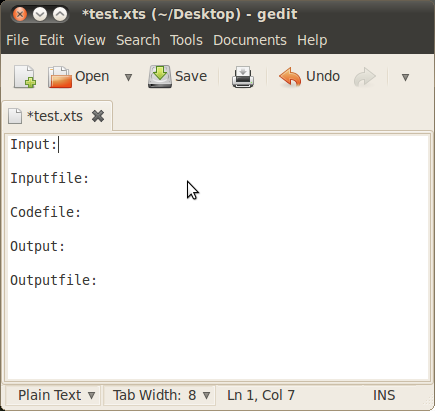 *test.xts (~/Desktop) - gedit
File Edit View Search Tools Documents Help
Open Save Undo
*test.xts
Input:
Inputfile:
Codefile:
Output:
Outputfile:
Plain Text Tab Width: 8 Ln 1, Col 7 INS